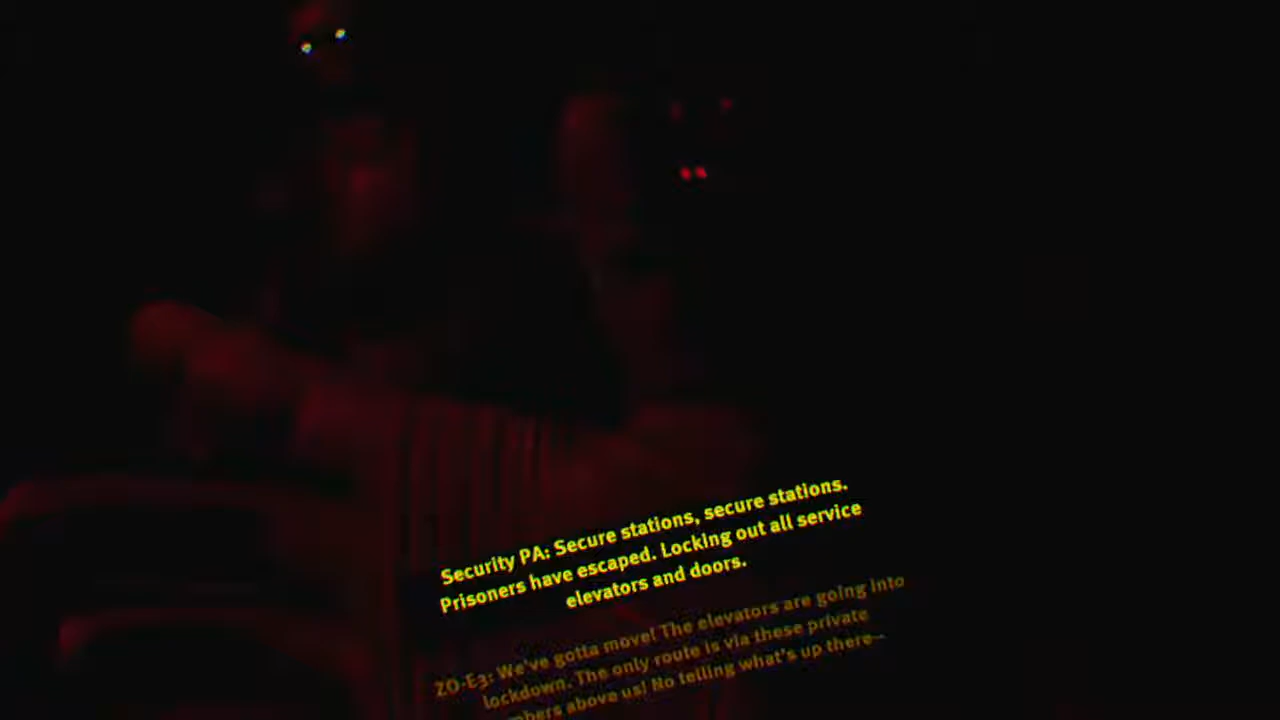 Security PA: Secure stations, secure stations.
Prisoners have escaped. Locking out all service
elevators and doors.
ZO-E3: We've gotta move! The elevators are going into
lockdown. The only route is via these private
above us! No telling what's up there--